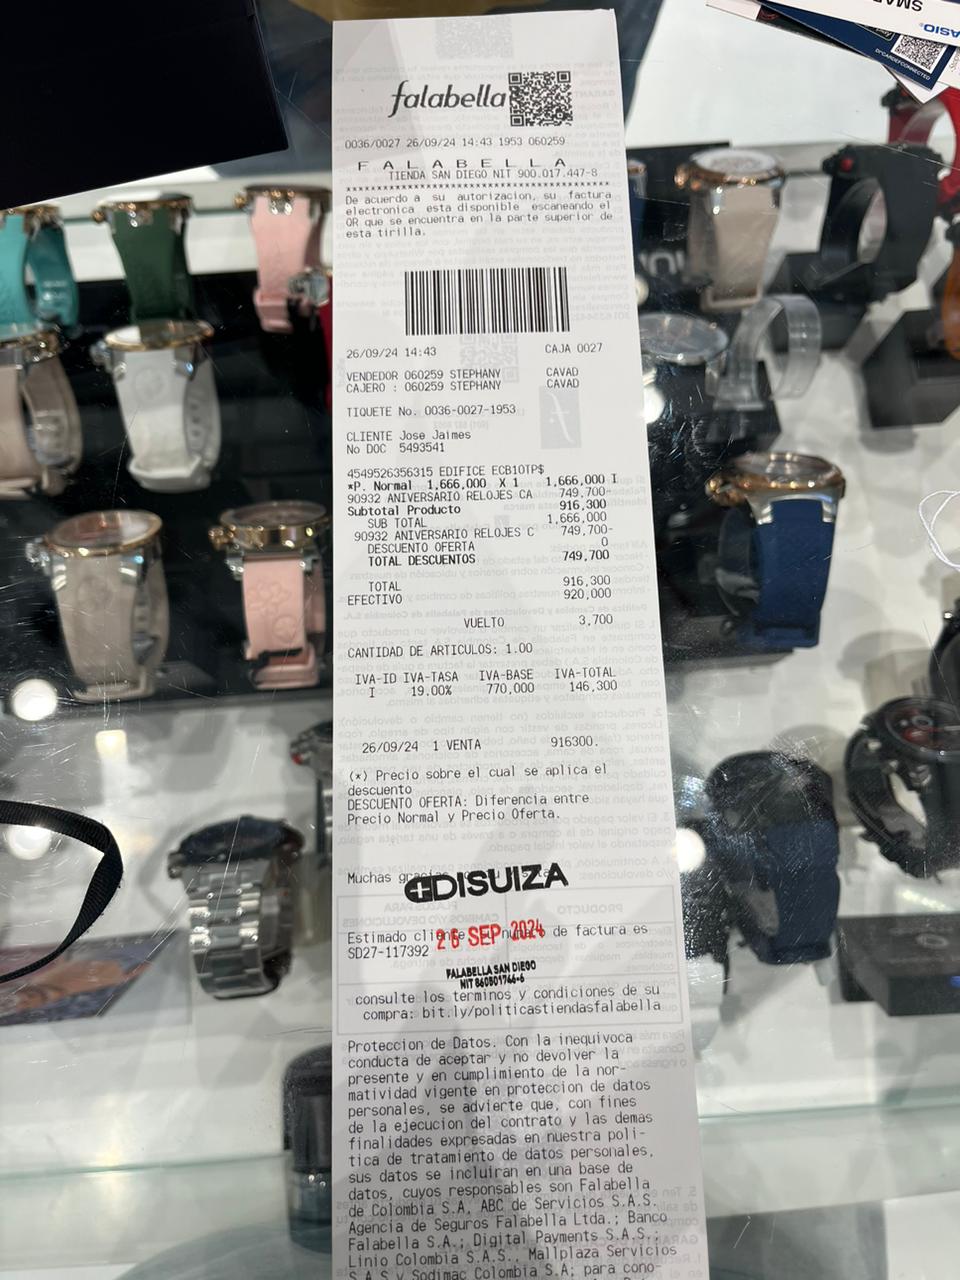 falabella
0036/0027 26/09/24 14:43 1953 060259
F A L A B E L L A
TIENDA SAN DIEGO NIT 900.017.447-8
De acuerdo a su autorizacion, su factura
electronica esta disponible escaneando el
QR que se encuentra en la parte superior de
esta tirilla.
26/09/24 14:43 CAJA 0027
VENDEDOR 060259 STEPHANY CAVAD
CAJERO : 060259 STEPHANY CAVAD
TIQUETE No. 0036-0027-1953
CLIENTE Jose Jaimes
No DOC 5493541
4549526356315 EDIFICE ECB10TP$
*P. Normal 1,666,000 X 1 1,666,000 I
90932 ANIVERSARIO RELOJES CA 749,700-
Subtotal Producto 916,300
SUB TOTAL 1,666,000
90932 ANIVERSARIO RELOJES C 749,700-
DESCUENTO OFERTA 0
TOTAL DESCUENTOS 749,700
TOTAL 916,300
EFECTIVO 920,000
VUELTO 3,700
CANTIDAD DE ARTICULOS: 1.00
IVA-ID IVA-TASA IVA-BASE IVA-TOTAL
I 19.00% 770,000 146,300
26/09/24 1 VENTA 916300.
(*) Precio sobre el cual se aplica el
descuento
DESCUENTO OFERTA: Diferencia entre
Precio Normal y Precio Oferta.
Muchas gracias
DISUIZA
Estimado cliente de factura es
26 SEP 2024
SD27-117392
FALABELLA SAN DIEGO
NIT 860501766-6
consulte los terminos y condiciones de su
compra: bit.ly/politicastiendasfalabella
Proteccion de Datos. Con la inequivoca
conducta de aceptar y no devolver la
presente y en cumplimiento de la nor-
matividad vigente en proteccion de datos
personales, se advierte que, con fines
de la ejecucion del contrato y las demas
finalidades expresadas en nuestra poli-
tica de tratamiento de datos personales,
sus datos se incluiran en una base de
datos, cuyos responsables son Falabella
de Colombia S.A, ABC de Servicios S.A.S.
Agencia de Seguros Falabella Ltda.; Banco
Falabella S.A.; Digital Payments S.A.S.;
Linio Colombia S.A.S., Mallplaza Servicios
S.A.S y Sodimac Colombia S.A; para cono-
CASIO